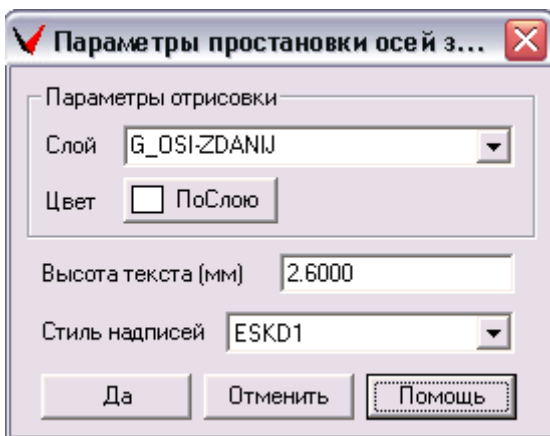 Параметры простановки осей з...
Параметры отрисовки
Слой G_OSI-ZDANIJ
Цвет ПоСлою
Высота текста (мм) 2.6000
Стиль надписей ESKD1
Да Отменить Помощь